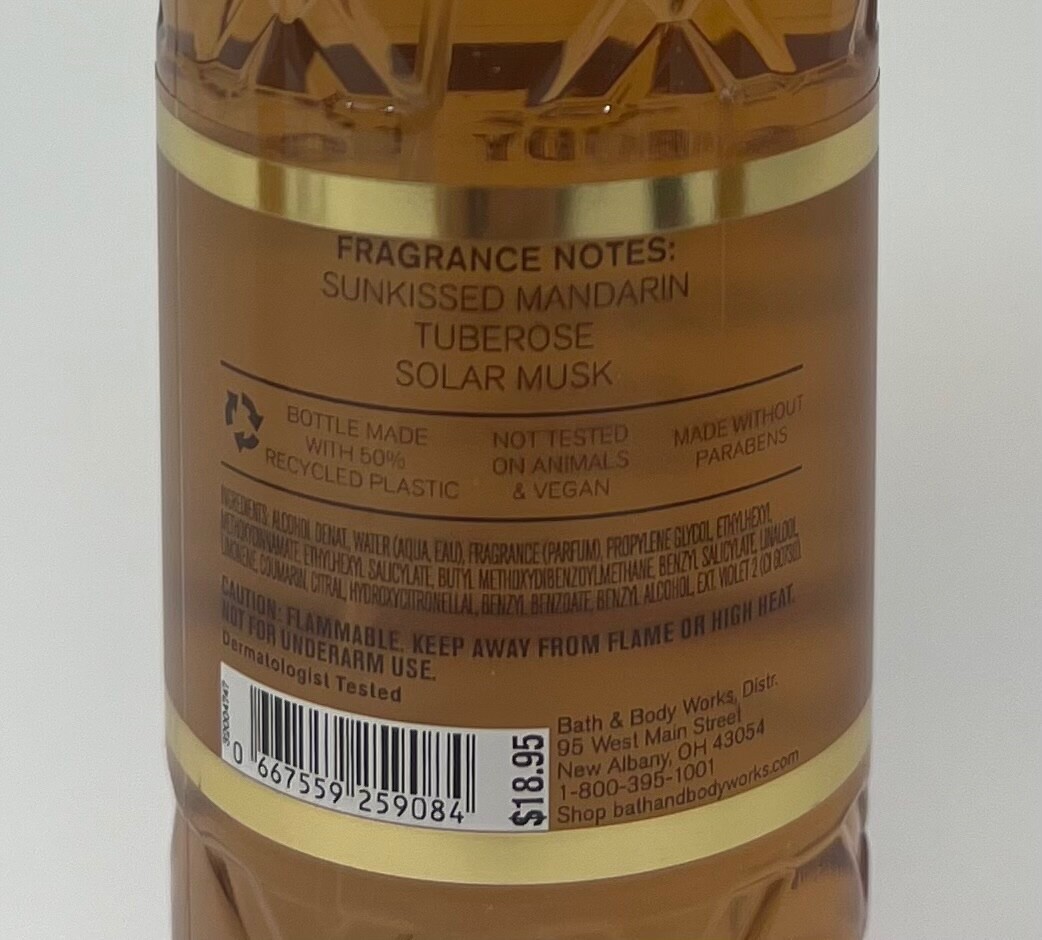 FRAGRANCE NOTES:
SUNKISSED MANDARIN
TUBEROSE
SOLAR MUSK
BOTTLE MADE
WITH 50%
RECYCLED PLASTIC
NOT TESTED
ON ANIMALS
& VEGAN
MADE WITHOUT
PARABENS
INGREDIENTS: ALCOHOL DENAT, WATER (AQUA, EAU), FRAGRANCE (PARFUM), PROPYLENE GLYCOL, ETHYLHEXYL
METHOXYCINNAMATE, ETHYLHEXYL SALICYLATE, BUTYL METHOXYDIBENZOYLMETHANE, BENZYL SALICYLATE, LINALOOL,
LIMONENE, COUMARIN, CITRAL, HYDROXYCITRONELLAL, BENZYL BENZOATE, BENZYL ALCOHOL, EXT. VIOLET 2 (CI 60730).
CAUTION: FLAMMABLE. KEEP AWAY FROM FLAME OR HIGH HEAT.
NOT FOR UNDERARM USE.
Dermatologist Tested
0 667559 259084
$18.95
Bath & Body Works, Distr.
95 West Main Street
New Albany, OH 43054
1-800-395-1001
Shop bathandbodyworks.com